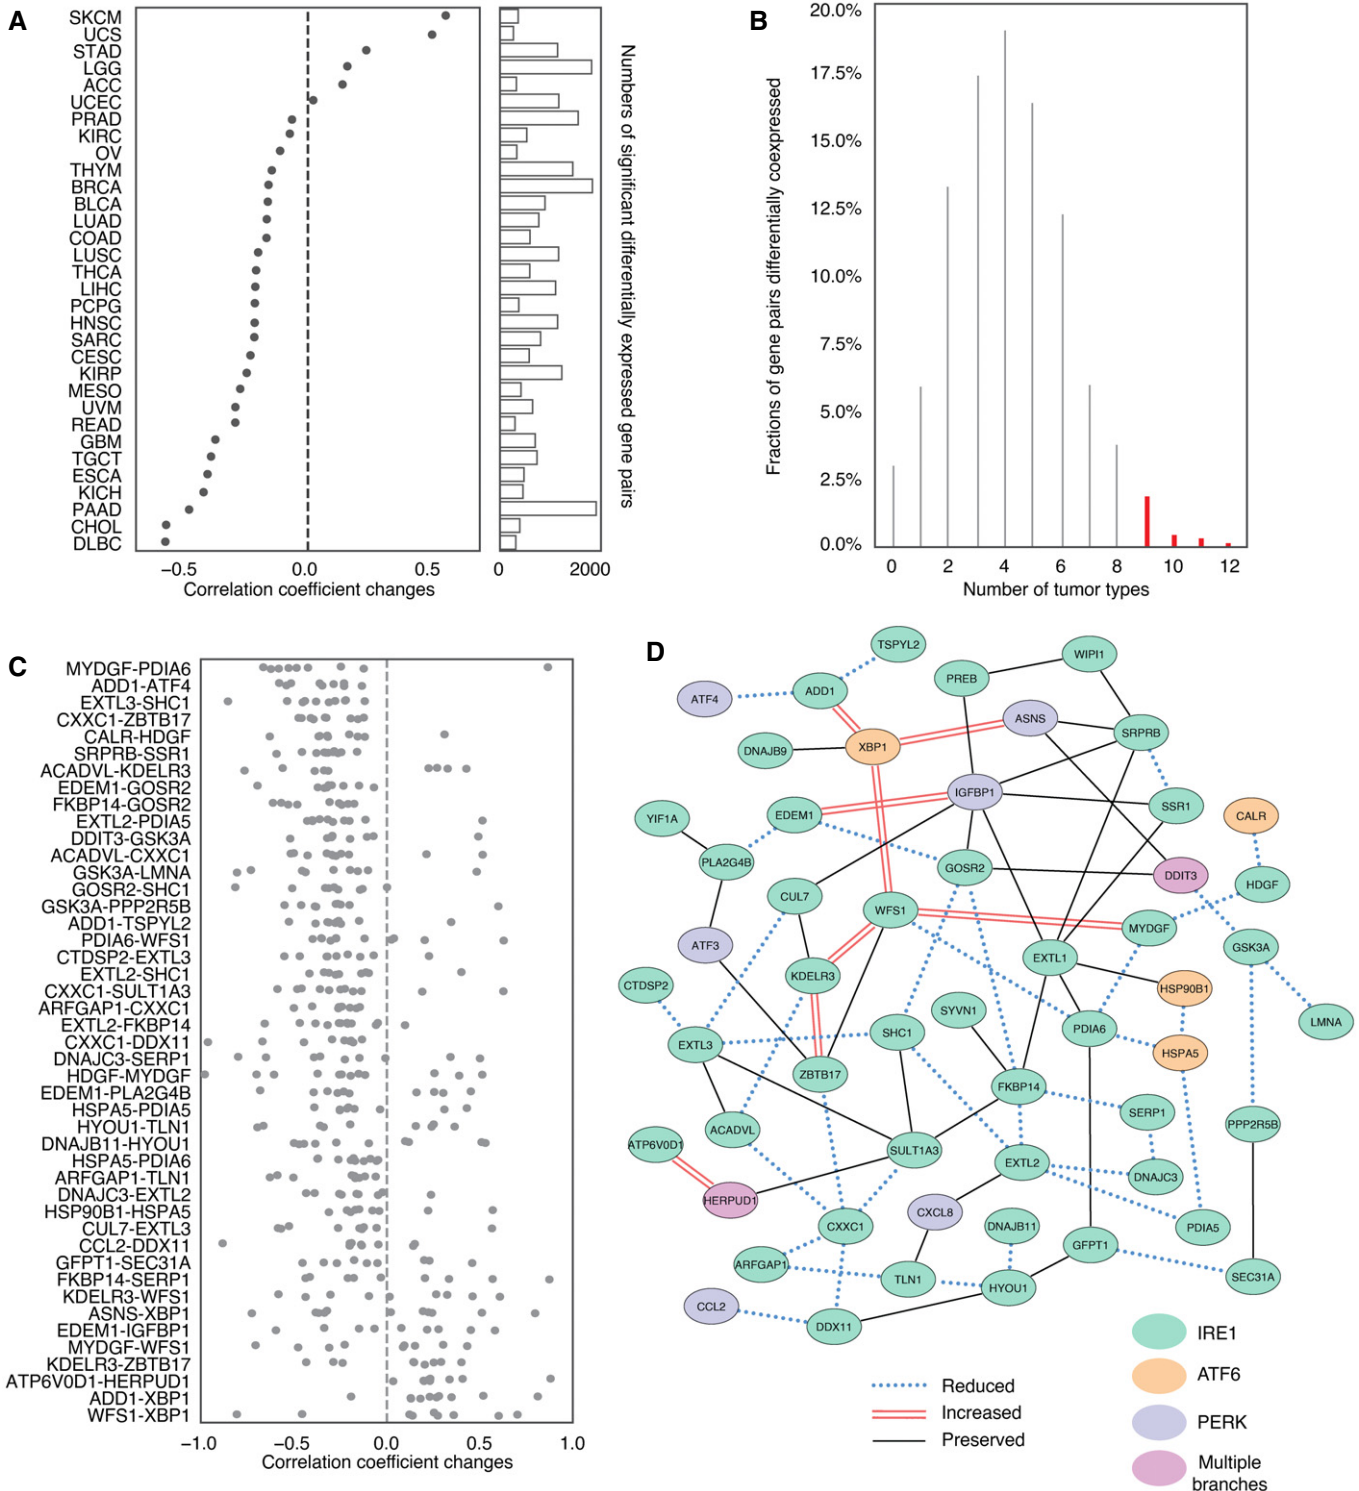 A
SKCM
UCS
STAD
LGG
ACC
UCEC
PRAD
KIRC
OV
THYM
BRCA
BLCA
LUAD
COAD
LUSC
THCA
LIHC
PCPG
HNSC
SARC
CESC
KIRP
MESO
UVM
READ
GBM
TGCT
ESCA
KICH
PAAD
CHOL
DLBC
−0.5 0.0 0.5
Correlation coefficient changes
0 2000
Numbers of significant differentially expressed gene pairs
B
20.0%
17.5%
15.0%
12.5%
10.0%
7.5%
5.0%
2.5%
0.0%
Fractions of gene pairs differentially coexpressed
0 2 4 6 8 10 12
Number of tumor types
C
MYDGF-PDIA6
ADD1-ATF4
EXTL3-SHC1
CXXC1-ZBTB17
CALR-HDGF
SRPRB-SSR1
ACADVL-KDELR3
EDEM1-GOSR2
FKBP14-GOSR2
EXTL2-PDIA5
DDIT3-GSK3A
ACADVL-CXXC1
GSK3A-LMNA
GOSR2-SHC1
GSK3A-PPP2R5B
ADD1-TSPYL2
PDIA6-WFS1
CTDSP2-EXTL3
EXTL2-SHC1
CXXC1-SULT1A3
ARFGAP1-CXXC1
EXTL2-FKBP14
CXXC1-DDX11
DNAJC3-SERP1
HDGF-MYDGF
EDEM1-PLA2G4B
HSPA5-PDIA5
HYOU1-TLN1
DNAJB11-HYOU1
HSPA5-PDIA6
ARFGAP1-TLN1
DNAJC3-EXTL2
HSP90B1-HSPA5
CUL7-EXTL3
CCL2-DDX11
GFPT1-SEC31A
FKBP14-SERP1
KDELR3-WFS1
ASNS-XBP1
EDEM1-IGFBP1
MYDGF-WFS1
KDELR3-ZBTB17
ATP6V0D1-HERPUD1
ADD1-XBP1
WFS1-XBP1
−1.0 −0.5 0.0 0.5 1.0
Correlation coefficient changes
D
TSPYL2
WIPI1
PREB
ATF4
ADD1
ASNS
SRPRB
DNAJB9
XBP1
IGFBP1
SSR1
YIF1A
EDEM1
CALR
PLA2G4B
GOSR2
DDIT3
HDGF
CUL7
WFS1
MYDGF
ATF3
GSK3A
EXTL1
KDELR3
CTDSP2
HSP90B1
SYVN1
LMNA
EXTL3
SHC1
PDIA6
HSPA5
ZBTB17
FKBP14
SERP1
ACADVL
PPP2R5B
ATP6V0D1
SULT1A3
EXTL2
DNAJC3
HERPUD1
CXCL8
CXXC1
DNAJB11
PDIA5
GFPT1
ARFGAP1
TLN1
HYOU1
SEC31A
CCL2
DDX11
Reduced
Increased
Preserved
IRE1
ATF6
PERK
Multiple
branches